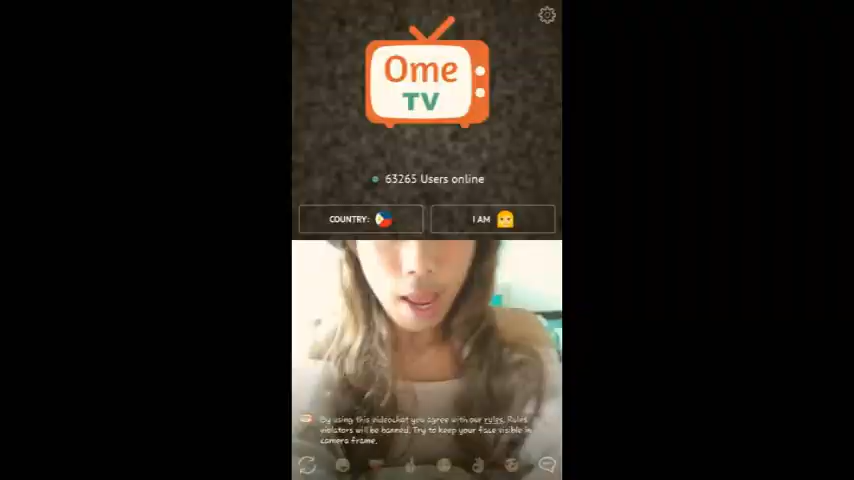 Ome
TV
63265 Users online
COUNTRY:
I AM
By using this videochat you agree with our rules. Rules
violators will be banned. Try to keep your face visible in
camera frame.